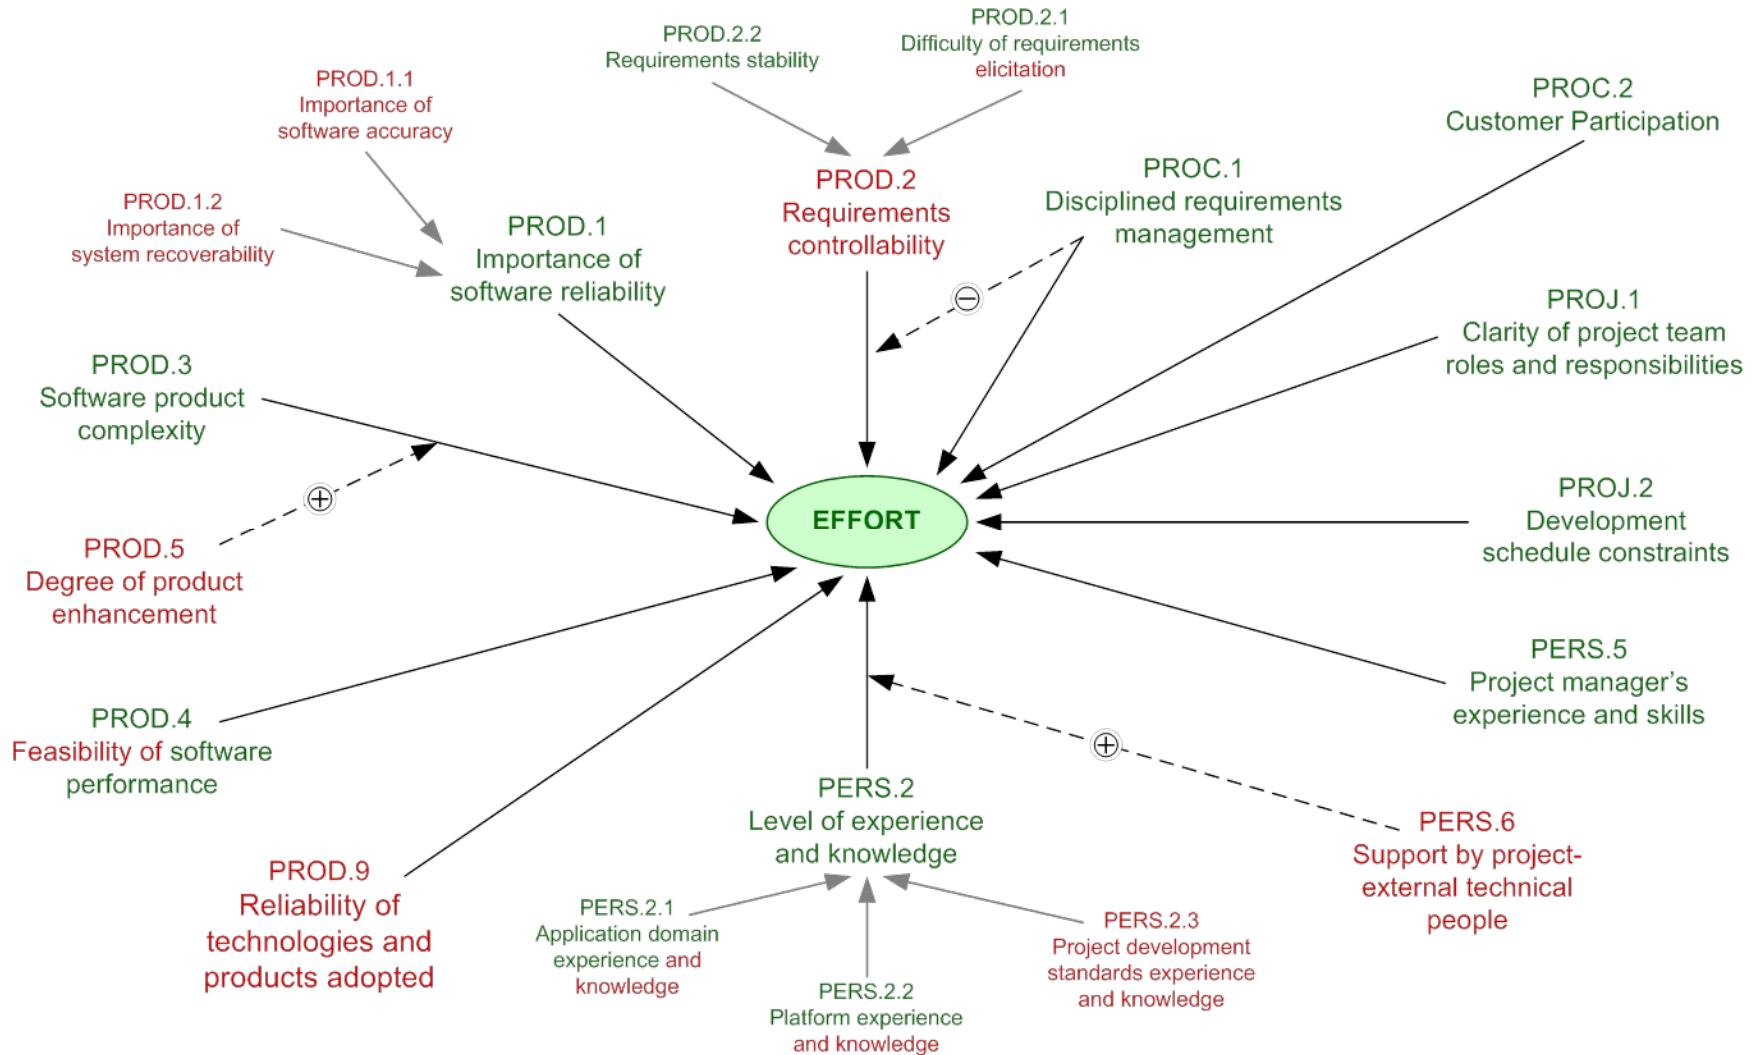 PROD.2.1
Difficulty of requirements
elicitation
PROD.2.2
Requirements stability
PROD.1.1
Importance of
software accuracy
PROC.2
Customer Participation
PROD.2
Requirements
controllability
PROC.1
Disciplined requirements
management
PROD.1.2
Importance of
system recoverability
PROD.1
Importance of
software reliability
PROJ.1
Clarity of project team
roles and responsibilities
PROD.3
Software product
complexity
EFFORT
PROJ.2
Development
schedule constraints
PROD.5
Degree of product
enhancement
PERS.5
Project manager’s
experience and skills
PROD.4
Feasibility of software
performance
PERS.2
Level of experience
and knowledge
PERS.6
Support by project-
external technical
people
PROD.9
Reliability of
technologies and
products adopted
PERS.2.1
Application domain
experience and
knowledge
PERS.2.3
Project development
standards experience
and knowledge
PERS.2.2
Platform experience
and knowledge